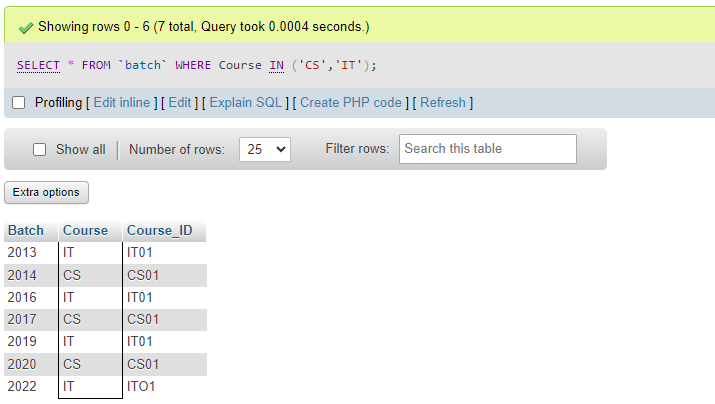 Showing rows 0 - 6 (7 total, Query took 0.0004 seconds.)
SELECT * FROM `batch` WHERE Course IN ('CS','IT');
Profiling [ Edit inline ] [ Edit ] [ Explain SQL ] [ Create PHP code ] [ Refresh ]
Show all Number of rows: 25 Filter rows: Search this table
Extra options
Batch Course Course_ID
2013 IT IT01
2014 CS CS01
2016 IT IT01
2017 CS CS01
2019 IT IT01
2020 CS CS01
2022 IT ITO1